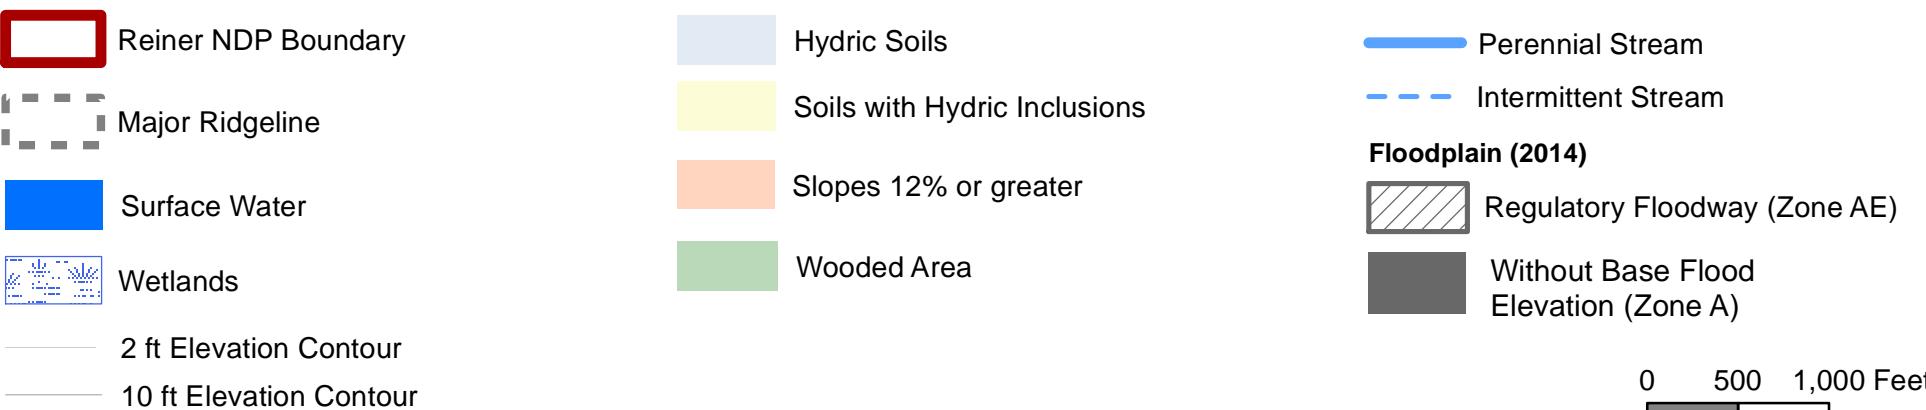 Reiner NDP Boundary
Major Ridgeline
Surface Water
Wetlands
2 ft Elevation Contour
10 ft Elevation Contour
Hydric Soils
Soils with Hydric Inclusions
Slopes 12% or greater
Wooded Area
Perennial Stream
Intermittent Stream
Floodplain (2014)
Regulatory Floodway (Zone AE)
Without Base Flood
Elevation (Zone A)
0 500 1,000 Feet